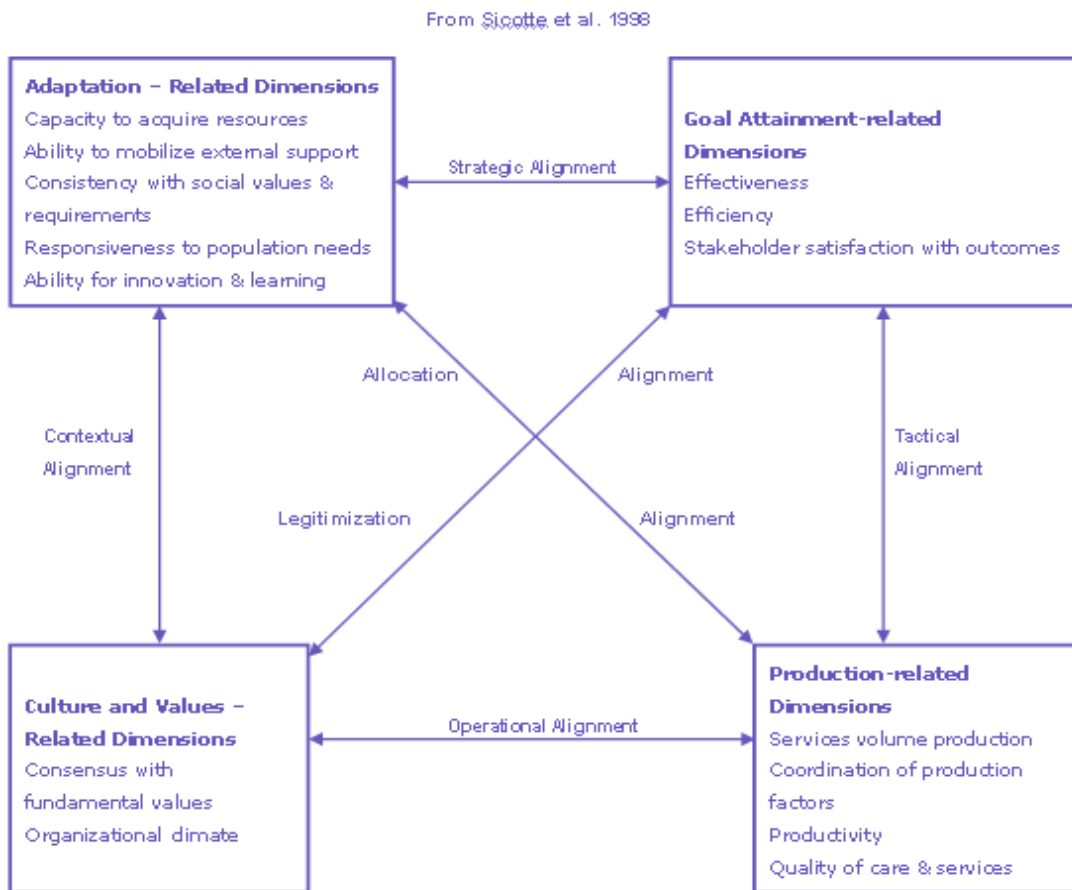 From Sicotte et al. 1998
Adaptation – Related Dimensions
Capacity to acquire resources
Ability to mobilize external support
Consistency with social values &
requirements
Responsiveness to population needs
Ability for innovation & learning
Strategic Alignment
Goal Attainment-related
Dimensions
Effectiveness
Efficiency
Stakeholder satisfaction with outcomes
Allocation
Alignment
Contextual
Alignment
Tactical
Alignment
Legitimization
Alignment
Culture and Values –
Related Dimensions
Consensus with
fundamental values
Organizational dimate
Operational Alignment
Production-related
Dimensions
Services volume production
Coordination of production
factors
Productivity
Quality of care & services